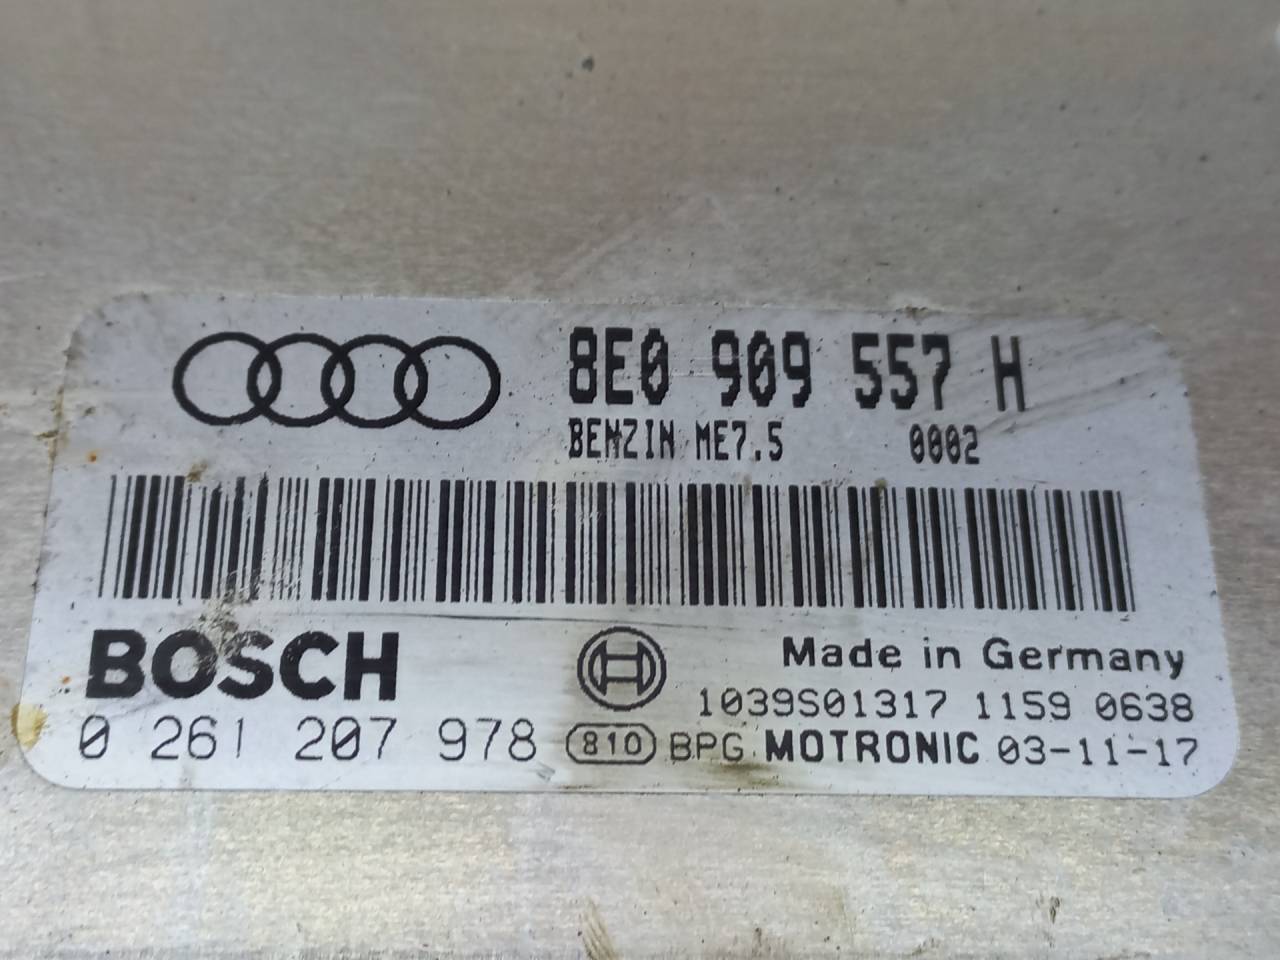 8E0 909 557 H
BENZIN ME7.5 0002
BOSCH
Made in Germany
1039S01317 1159 0638
0 261 207 978 810 BPG MOTRONIC 03-11-17